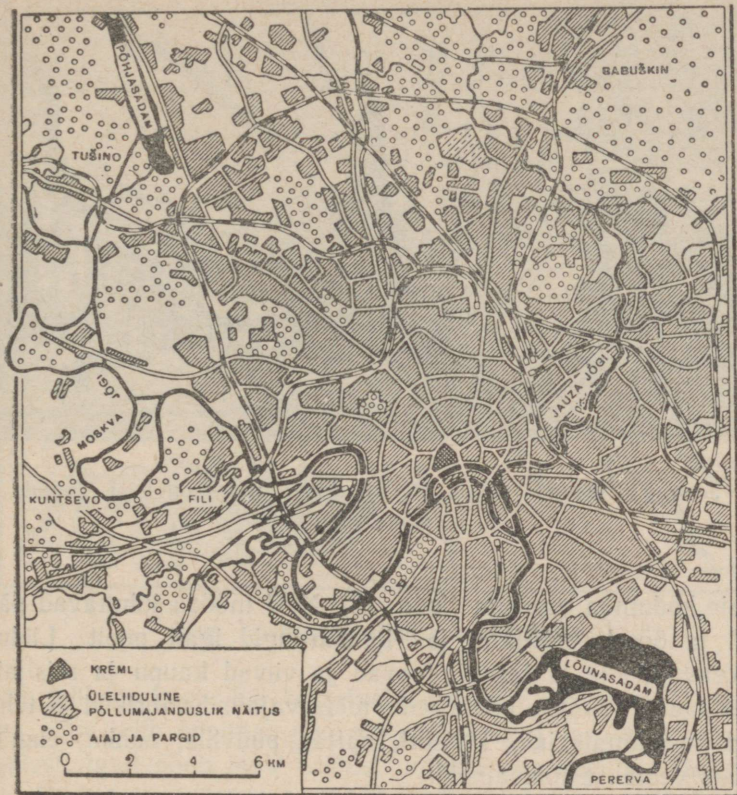 PÕHJASADAM
BABUŠKIN
TUŠINO
JAUZA JÕGI
MOSKVA
JÕGI
KUNTSEVO
FILI
LÕUNASADAM
PERERVA
KREML
ÜLELIIDULINE
PÕLLUMAJANDUSLIK NÄITUS
AIAD JA PARGID
0 2 4 6 KM